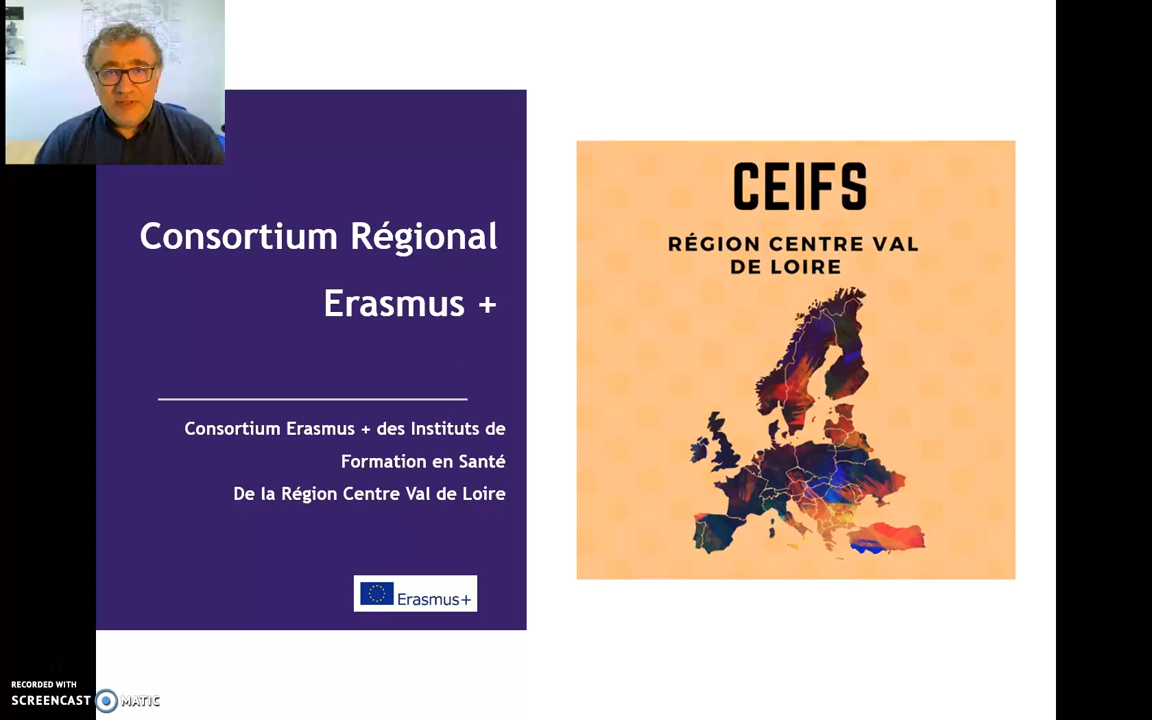 Consortium Régional
Erasmus +
Consortium Erasmus + des Instituts de
Formation en Santé
De la Région Centre Val de Loire
Erasmus+
CEIFS
RÉGION CENTRE VAL
DE LOIRE
RECORDED WITH
SCREENCAST MATIC